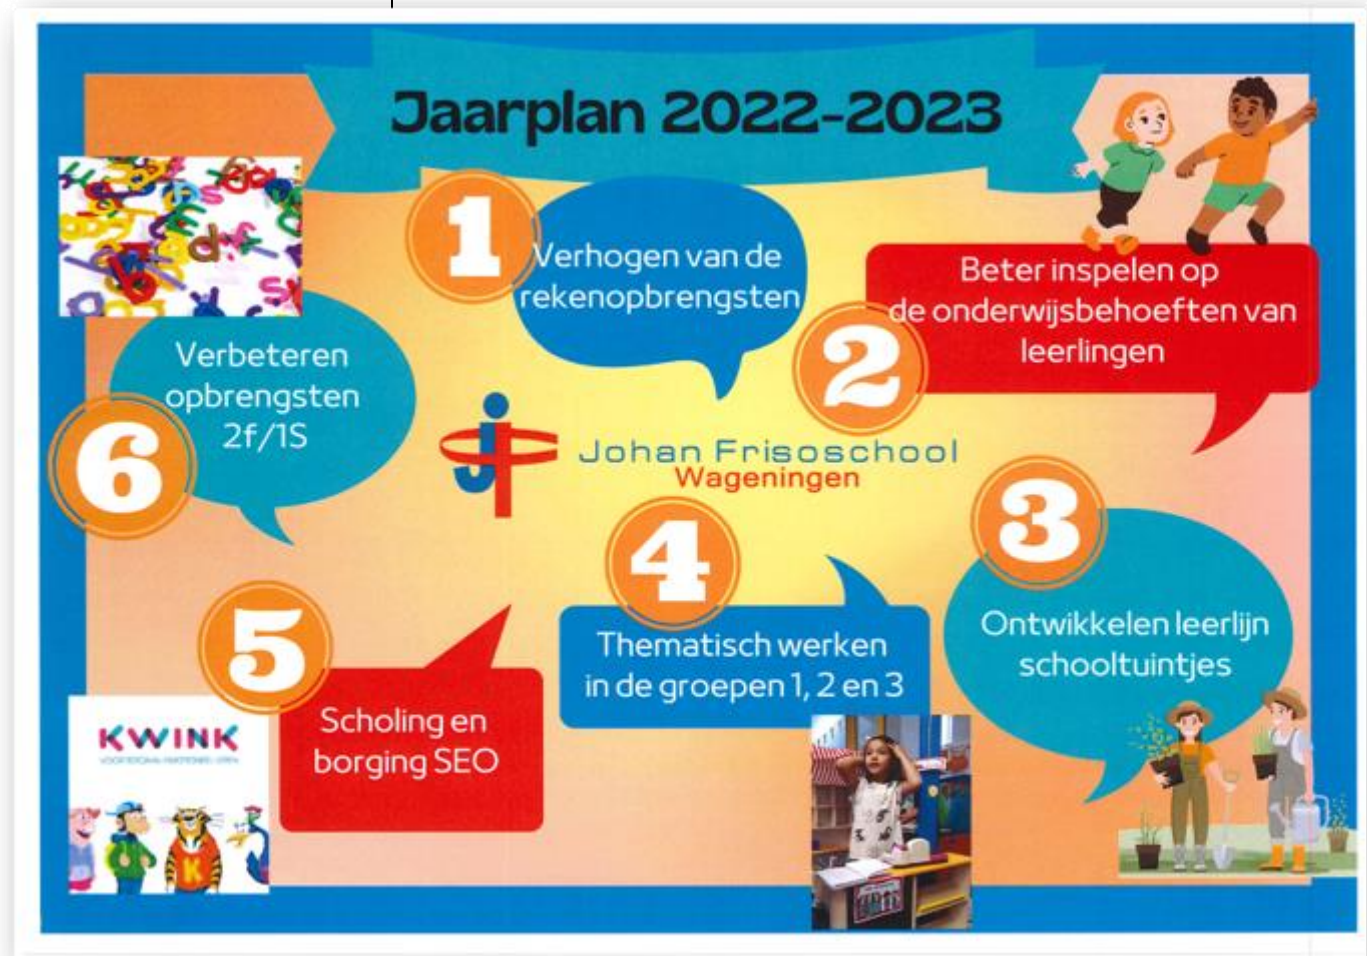 Jaarplan 2022-2023
1
Verhogen van de
rekenopbrengsten
2
Beter inspelen op
de onderwijsbehoeften van
leerlingen
3
Ontwikkelen leerlijn
schooltuintjes
4
Thematisch werken
in de groepen 1, 2 en 3
5
Scholing en
borging SEO
6
Verbeteren
opbrengsten
2f/1S
Johan Frisoschool
Wageningen
KWINK
K